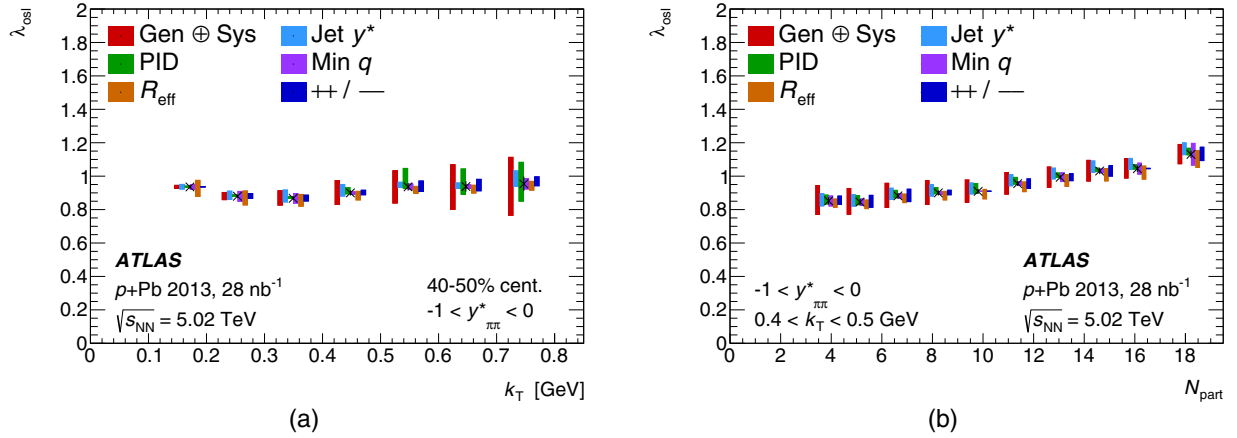 λosl
2
1.8
1.6
1.4
1.2
1
0.8
0.6
0.4
0.2
0
Gen ⊕ Sys
PID
Reff
Jet y*
Min q
++ / −−
ATLAS
p+Pb 2013, 28 nb-1
√sNN = 5.02 TeV
40-50% cent.
-1 < y*ππ < 0
0 0.1 0.2 0.3 0.4 0.5 0.6 0.7 0.8
kT [GeV]
(a)
λosl
2
1.8
1.6
1.4
1.2
1
0.8
0.6
0.4
0.2
0
Gen ⊕ Sys
PID
Reff
Jet y*
Min q
++ / −−
-1 < y*ππ < 0
0.4 < kT < 0.5 GeV
ATLAS
p+Pb 2013, 28 nb-1
√sNN = 5.02 TeV
0 2 4 6 8 10 12 14 16 18
Npart
(b)